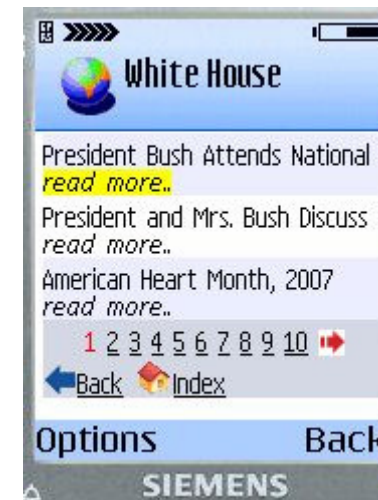 White House
President Bush Attends National
read more..
President and Mrs. Bush Discuss
read more..
American Heart Month, 2007
read more..
1 2 3 4 5 6 7 8 9 10
Back Index
Options Back
SIEMENS